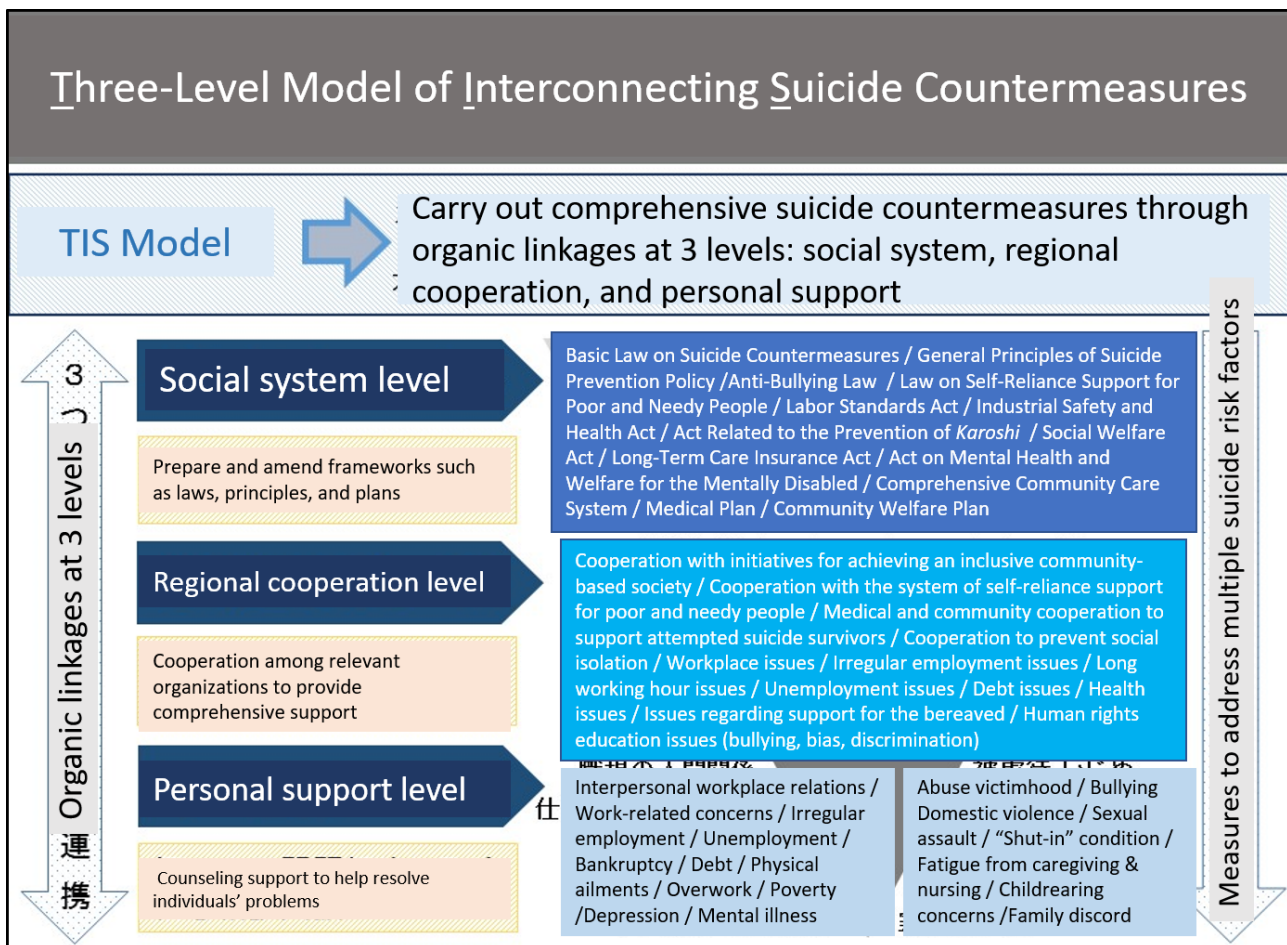 Three-Level Model of Interconnecting Suicide Countermeasures
TIS Model
Carry out comprehensive suicide countermeasures through
organic linkages at 3 levels: social system, regional
cooperation, and personal support
3
つ
Organic linkages at 3 levels
連
携
Measures to address multiple suicide risk factors
Social system level
Prepare and amend frameworks such
as laws, principles, and plans
Basic Law on Suicide Countermeasures / General Principles of Suicide
Prevention Policy /Anti-Bullying Law / Law on Self-Reliance Support for
Poor and Needy People / Labor Standards Act / Industrial Safety and
Health Act / Act Related to the Prevention of Karoshi / Social Welfare
Act / Long-Term Care Insurance Act / Act on Mental Health and
Welfare for the Mentally Disabled / Comprehensive Community Care
System / Medical Plan / Community Welfare Plan
Regional cooperation level
Cooperation among relevant
organizations to provide
comprehensive support
Cooperation with initiatives for achieving an inclusive community-
based society / Cooperation with the system of self-reliance support
for poor and needy people / Medical and community cooperation to
support attempted suicide survivors / Cooperation to prevent social
isolation / Workplace issues / Irregular employment issues / Long
working hour issues / Unemployment issues / Debt issues / Health
issues / Issues regarding support for the bereaved / Human rights
education issues (bullying, bias, discrimination)
Personal support level
Counseling support to help resolve
individuals' problems
仕
Interpersonal workplace relations /
Work-related concerns / Irregular
employment / Unemployment /
Bankruptcy / Debt / Physical
ailments / Overwork / Poverty
/Depression / Mental illness
Abuse victimhood / Bullying
Domestic violence / Sexual
assault / “Shut-in” condition /
Fatigue from caregiving &
nursing / Childrearing
concerns /Family discord